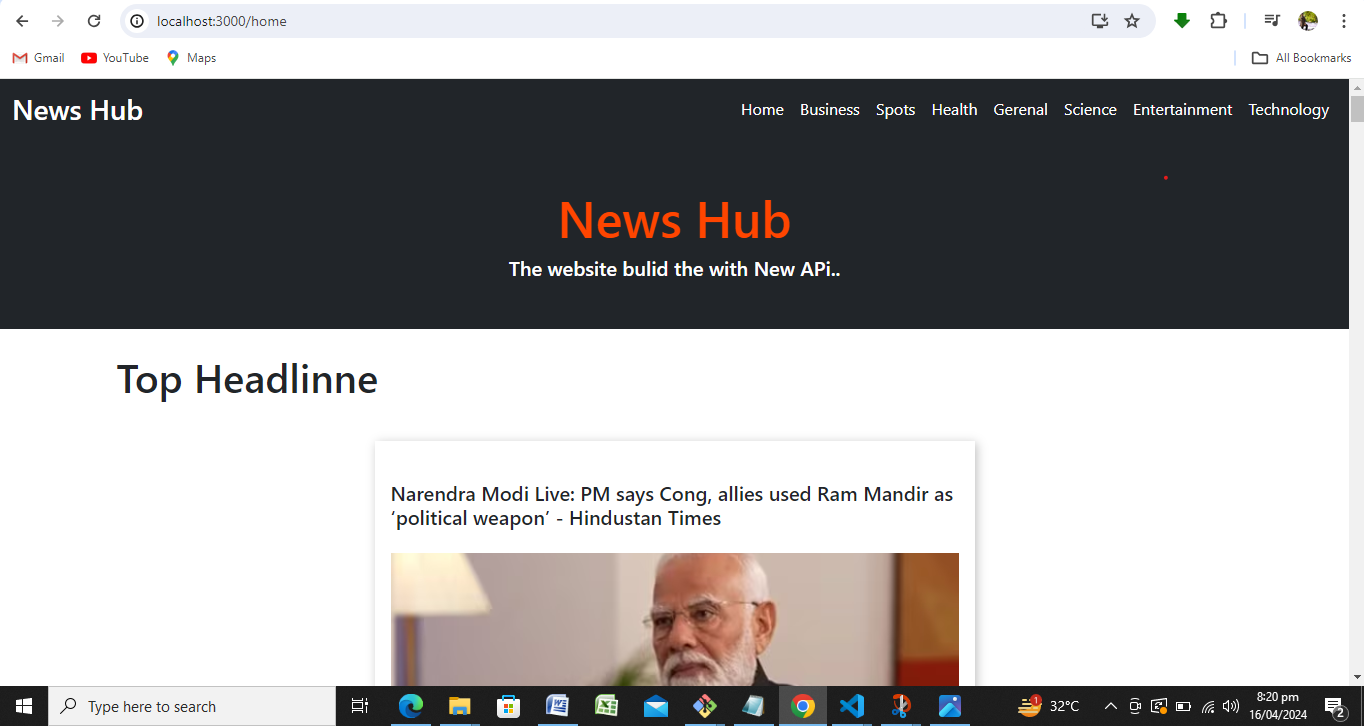 localhost:3000/home
Gmail YouTube Maps All Bookmarks
News Hub Home Business Spots Health Gerenal Science Entertainment Technology
News Hub
The website bulid the with New APi..
Top Headlinne
Narendra Modi Live: PM says Cong, allies used Ram Mandir as
‘political weapon’ - Hindustan Times
Type here to search 1 32°C 8:20 pm
16/04/2024 2